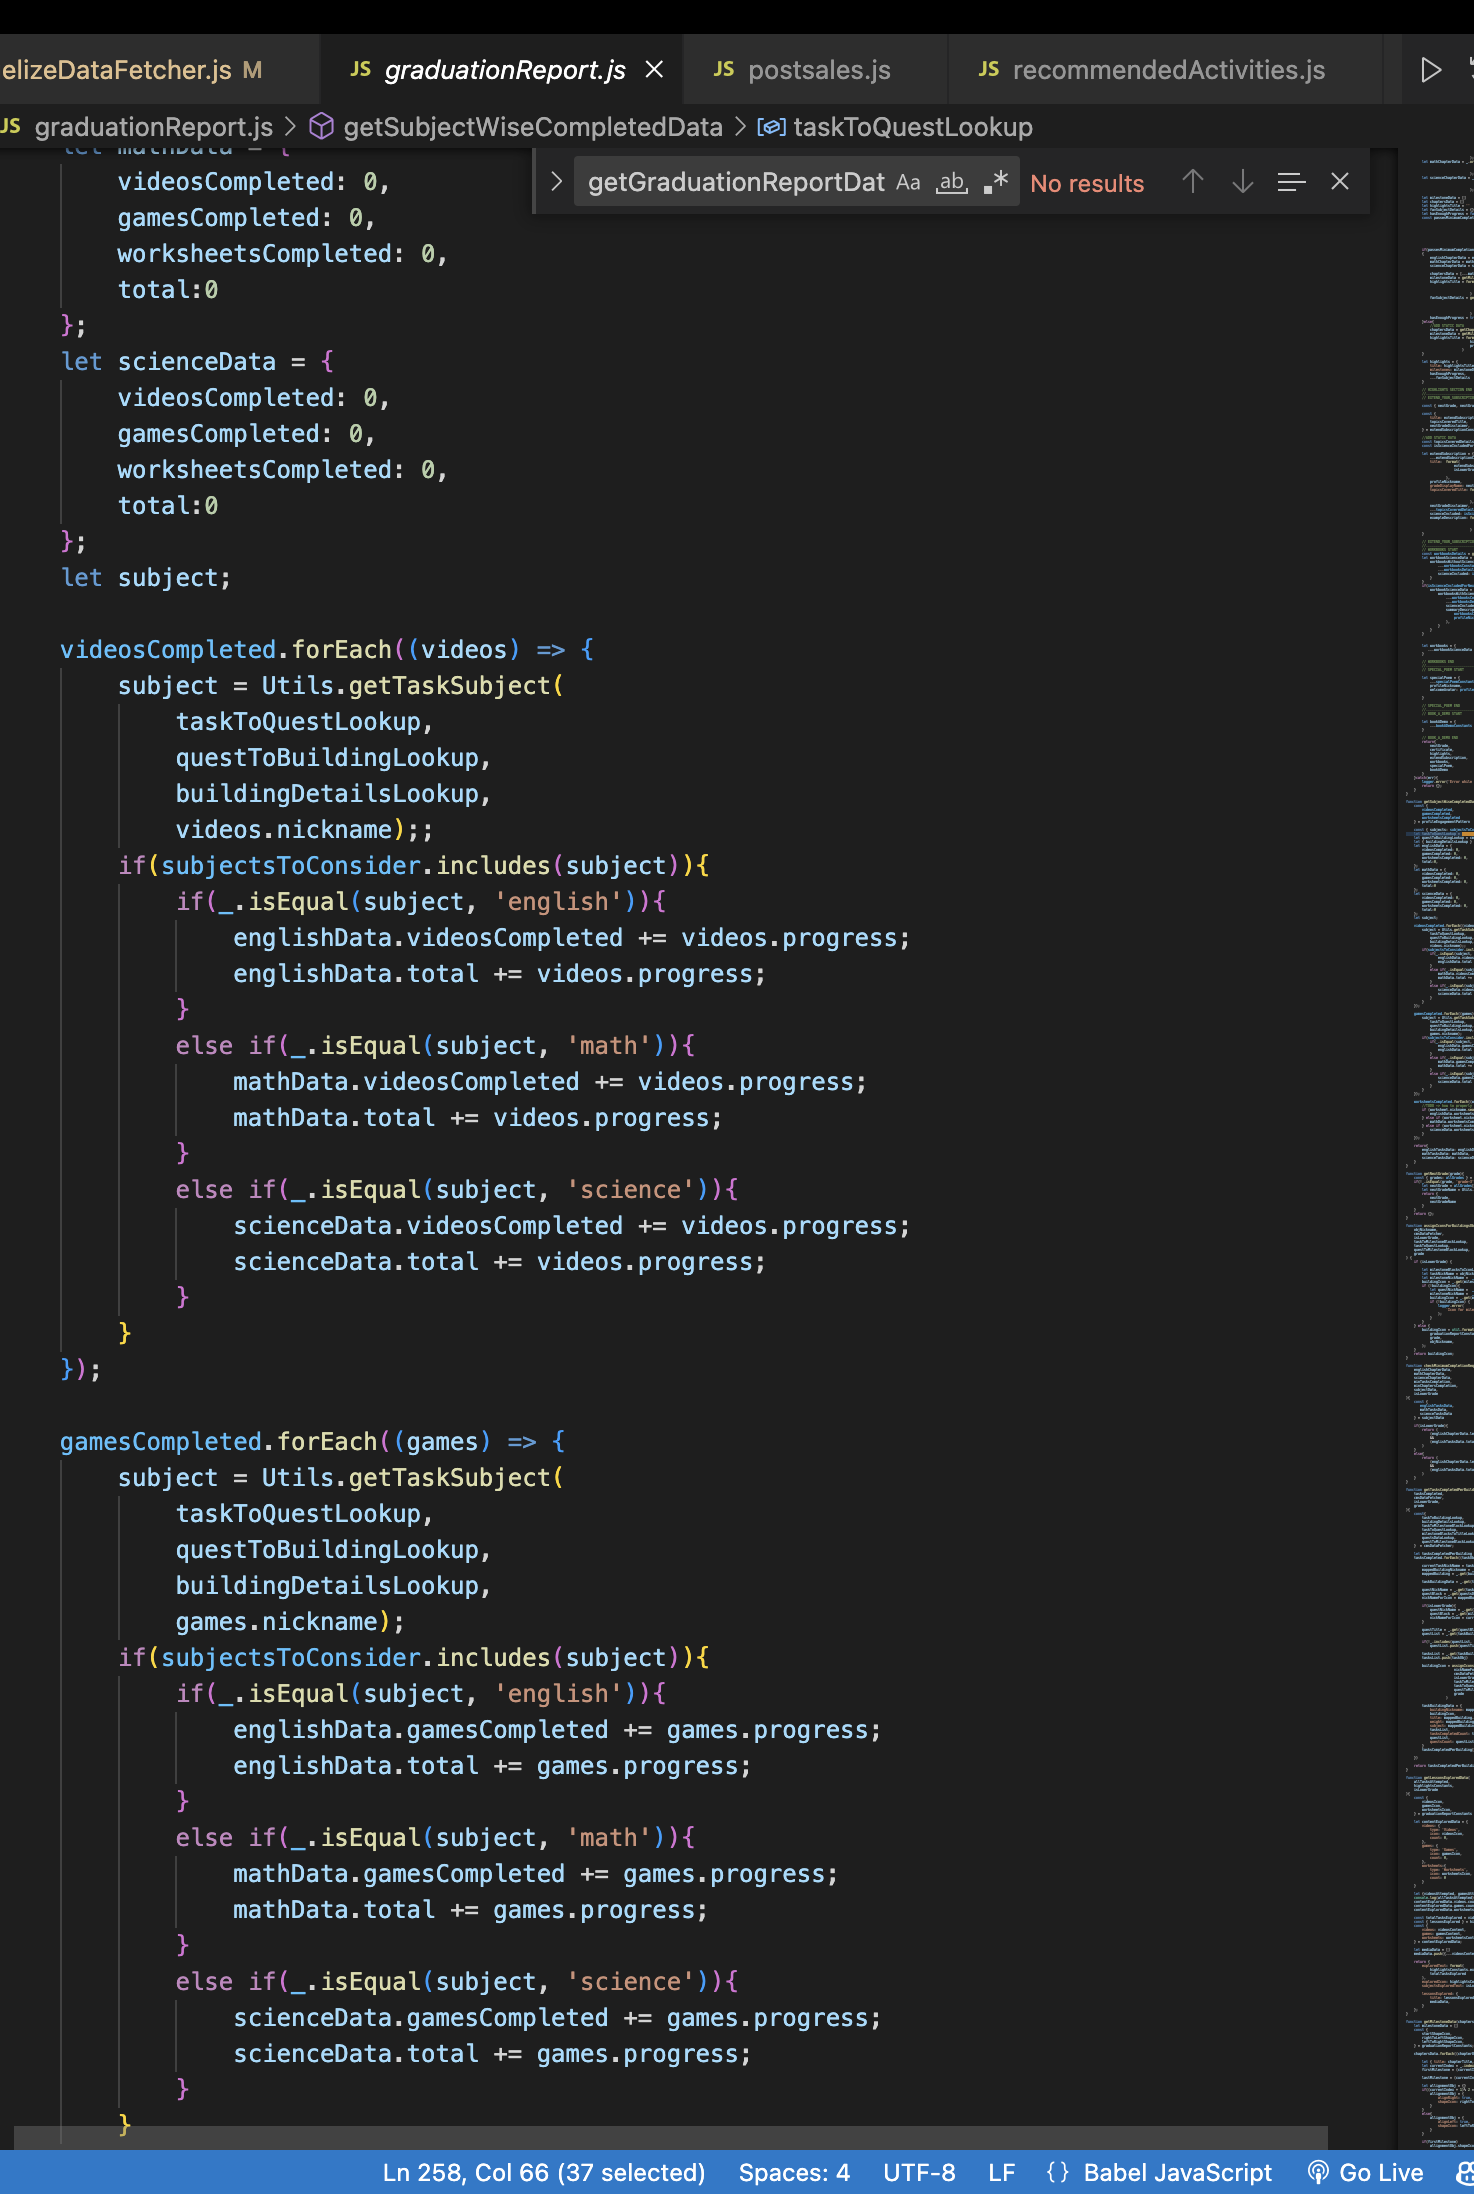 elizeDataFetcher.js M
JS graduationReport.js
JS postsales.js
JS recommendedActivities.js
JS graduationReport.js > getSubjectWiseCompletedData > taskToQuestLookup
getGraduationReportDat Aa ab .* No results
let mathData = {
videosCompleted: 0,
gamesCompleted: 0,
worksheetsCompleted: 0,
total:0
};
let scienceData = {
videosCompleted: 0,
gamesCompleted: 0,
worksheetsCompleted: 0,
total:0
};
let subject;
videosCompleted.forEach((videos) => {
subject = Utils.getTaskSubject(
taskToQuestLookup,
questToBuildingLookup,
buildingDetailsLookup,
videos.nickname);;
if(subjectsToConsider.includes(subject)){
if(_.isEqual(subject, 'english')){
englishData.videosCompleted += videos.progress;
englishData.total += videos.progress;
}
else if(_.isEqual(subject, 'math')){
mathData.videosCompleted += videos.progress;
mathData.total += videos.progress;
}
else if(_.isEqual(subject, 'science')){
scienceData.videosCompleted += videos.progress;
scienceData.total += videos.progress;
}
}
});
gamesCompleted.forEach((games) => {
subject = Utils.getTaskSubject(
taskToQuestLookup,
questToBuildingLookup,
buildingDetailsLookup,
games.nickname);
if(subjectsToConsider.includes(subject)){
if(_.isEqual(subject, 'english')){
englishData.gamesCompleted += games.progress;
englishData.total += games.progress;
}
else if(_.isEqual(subject, 'math')){
mathData.gamesCompleted += games.progress;
mathData.total += games.progress;
}
else if(_.isEqual(subject, 'science')){
scienceData.gamesCompleted += games.progress;
scienceData.total += games.progress;
}
}
Ln 258, Col 66 (37 selected) Spaces: 4 UTF-8 LF {} Babel JavaScript Go Live